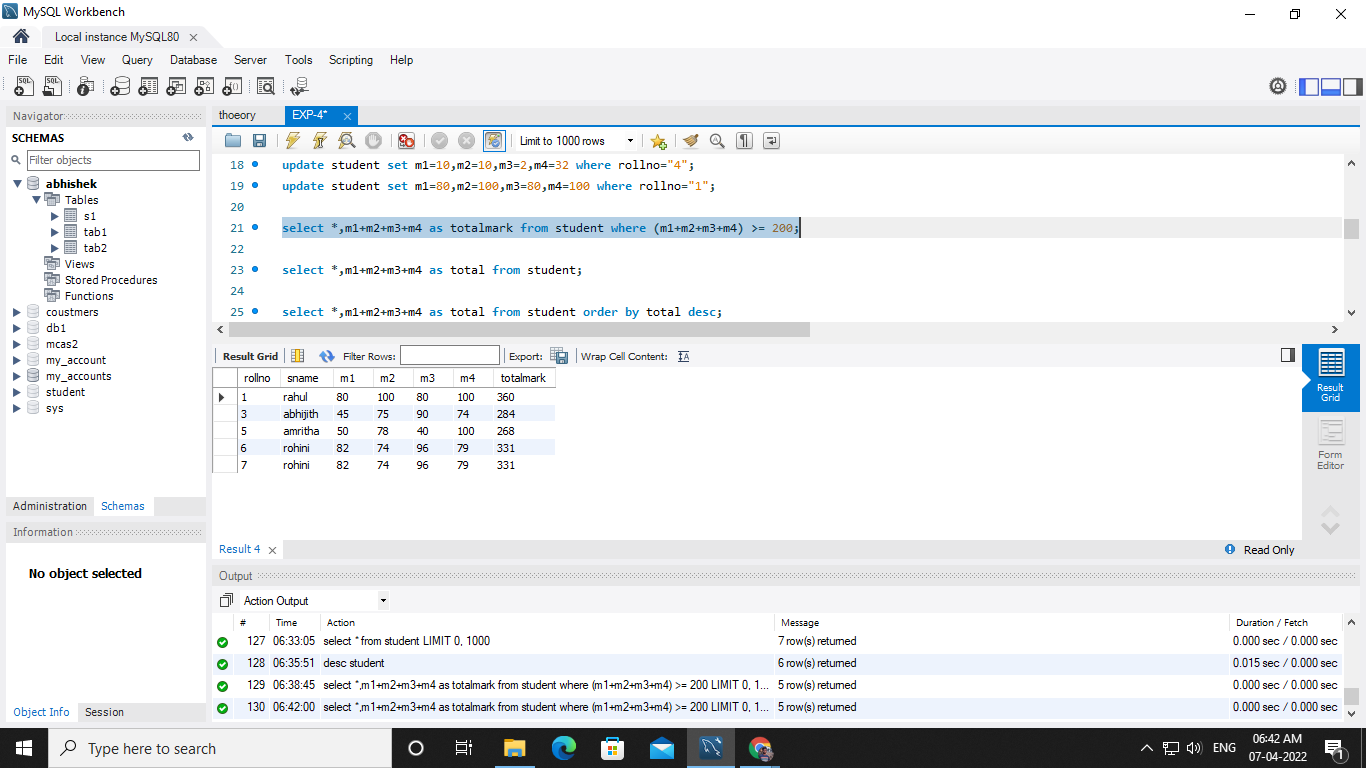 MySQL Workbench
Local instance MySQL80
File Edit View Query Database Server Tools Scripting Help
Navigator
SCHEMAS
Filter objects
abhishek
Tables
s1
tab1
tab2
Views
Stored Procedures
Functions
coustmers
db1
mcas2
my_account
my_accounts
student
sys
Administration Schemas
Information
No object selected
Object Info Session
thoeory EXP-4*
Limit to 1000 rows
18 update student set m1=10,m2=10,m3=2,m4=32 where rollno="4";
19 update student set m1=80,m2=100,m3=80,m4=100 where rollno="1";
20
21 select *,m1+m2+m3+m4 as totalmark from student where (m1+m2+m3+m4) >= 200;
22
23 select *,m1+m2+m3+m4 as total from student;
24
25 select *,m1+m2+m3+m4 as total from student order by total desc;
Result Grid Filter Rows: Export: Wrap Cell Content:
rollno sname m1 m2 m3 m4 totalmark
1 rahul 80 100 80 100 360
3 abhijith 45 75 90 74 284
5 amritha 50 78 40 100 268
6 rohini 82 74 96 79 331
7 rohini 82 74 96 79 331
Result
Grid
Form
Editor
Result 4
Read Only
Output
Action Output
# Time Action Message Duration / Fetch
127 06:33:05 select * from student LIMIT 0, 1000 7 row(s) returned 0.000 sec / 0.000 sec
128 06:35:51 desc student 6 row(s) returned 0.015 sec / 0.000 sec
129 06:38:45 select *,m1+m2+m3+m4 as totalmark from student where (m1+m2+m3+m4) >= 200 LIMIT 0, 1... 5 row(s) returned 0.000 sec / 0.000 sec
130 06:42:00 select *,m1+m2+m3+m4 as totalmark from student where (m1+m2+m3+m4) >= 200 LIMIT 0, 1... 5 row(s) returned 0.000 sec / 0.000 sec
Type here to search
ENG
06:42 AM
07-04-2022
1